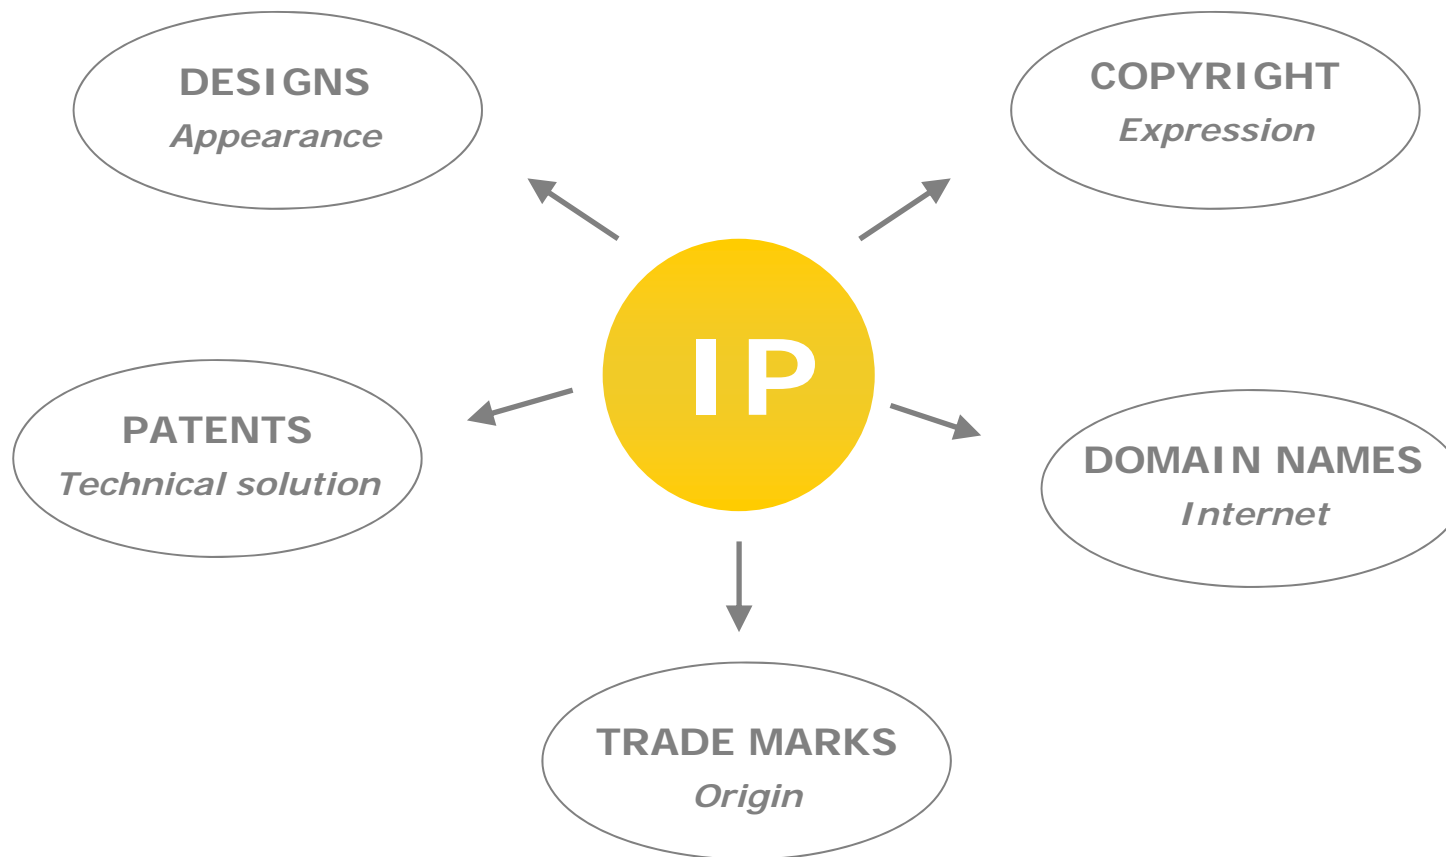 DESIGNS
Appearance
COPYRIGHT
Expression
IP
PATENTS
Technical solution
DOMAIN NAMES
Internet
TRADE MARKS
Origin